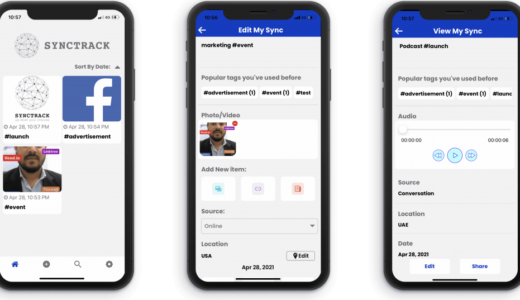 10:57
SYNCTRACK
Sort By Date:
SYNCTRACK
Apr 28, 10:57 PM
#launch
Apr 28, 10:54 PM
#advertisement
Apr 28, 10:53 PM
#event
10:56
Edit My Sync
marketing #event
Popular tags you've used before
#advertisement (1)
#event (1)
#test
Photo/Video
Add New item:
Source:
Online
Location
USA
Edit
Apr 28, 2021
10:57
View My Sync
Podcast #launch
Popular tags you've used before
#advertisement (1)
#event (1)
#launc
Audio
00:00:00
00:00:06
Source
Conversation
Location
UAE
Date
Apr 28, 2021
Edit
Share